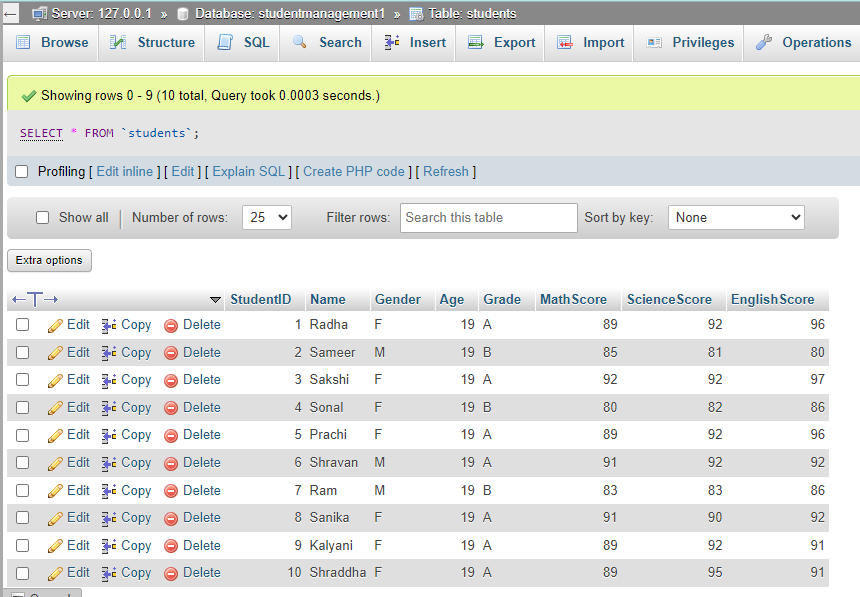 Server: 127.0.0.1 » Database: studentmanagement1 » Table: students
Browse Structure SQL Search Insert Export Import Privileges Operations
Showing rows 0 - 9 (10 total, Query took 0.0003 seconds.)
SELECT * FROM `students`;
Profiling [ Edit inline ] [ Edit ] [ Explain SQL ] [ Create PHP code ] [ Refresh ]
Show all | Number of rows: 25 Filter rows: Search this table Sort by key: None
Extra options
←T→ StudentID Name Gender Age Grade MathScore ScienceScore EnglishScore
Edit Copy Delete 1 Radha F 19 A 89 92 96
Edit Copy Delete 2 Sameer M 19 B 85 81 80
Edit Copy Delete 3 Sakshi F 19 A 92 92 97
Edit Copy Delete 4 Sonal F 19 B 80 82 86
Edit Copy Delete 5 Prachi F 19 A 89 92 96
Edit Copy Delete 6 Shravan M 19 A 91 92 92
Edit Copy Delete 7 Ram M 19 B 83 83 86
Edit Copy Delete 8 Sanika F 19 A 91 90 92
Edit Copy Delete 9 Kalyani F 19 A 89 92 91
Edit Copy Delete 10 Shraddha F 19 A 89 95 91